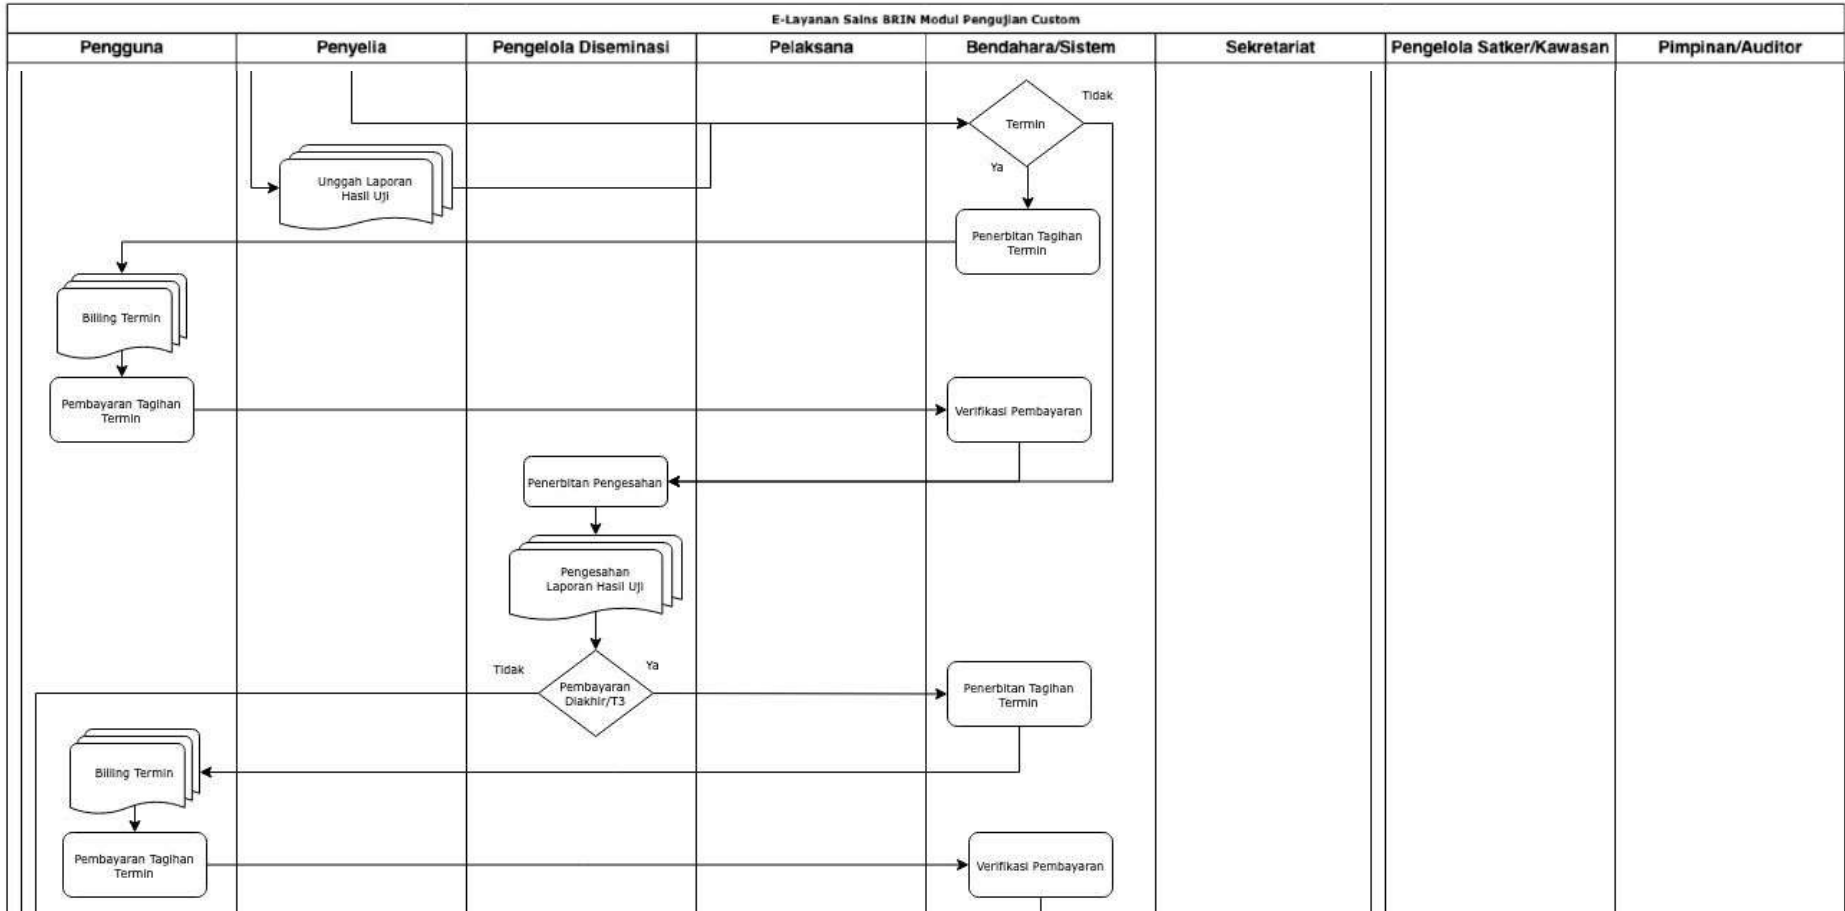 E-Layanan Sains BRIN Modul Pengujian Custom
Pengguna
Penyelia
Pengelola Diseminasi
Pelaksana
Bendahara/Sistem
Sekretariat
Pengelola Satker/Kawasan
Pimpinan/Auditor
Tidak
Termin
Ya
Unggah Laporan
Hasil Uji
Penerbitan Tagihan
Termin
Billing Termin
Pembayaran Tagihan
Termin
Verifikasi Pembayaran
Penerbitan Pengesahan
Pengesahan
Laporan Hasil Uji
Tidak
Ya
Pembayaran
Diakhir/T3
Penerbitan Tagihan
Termin
Billing Termin
Pembayaran Tagihan
Termin
Verifikasi Pembayaran